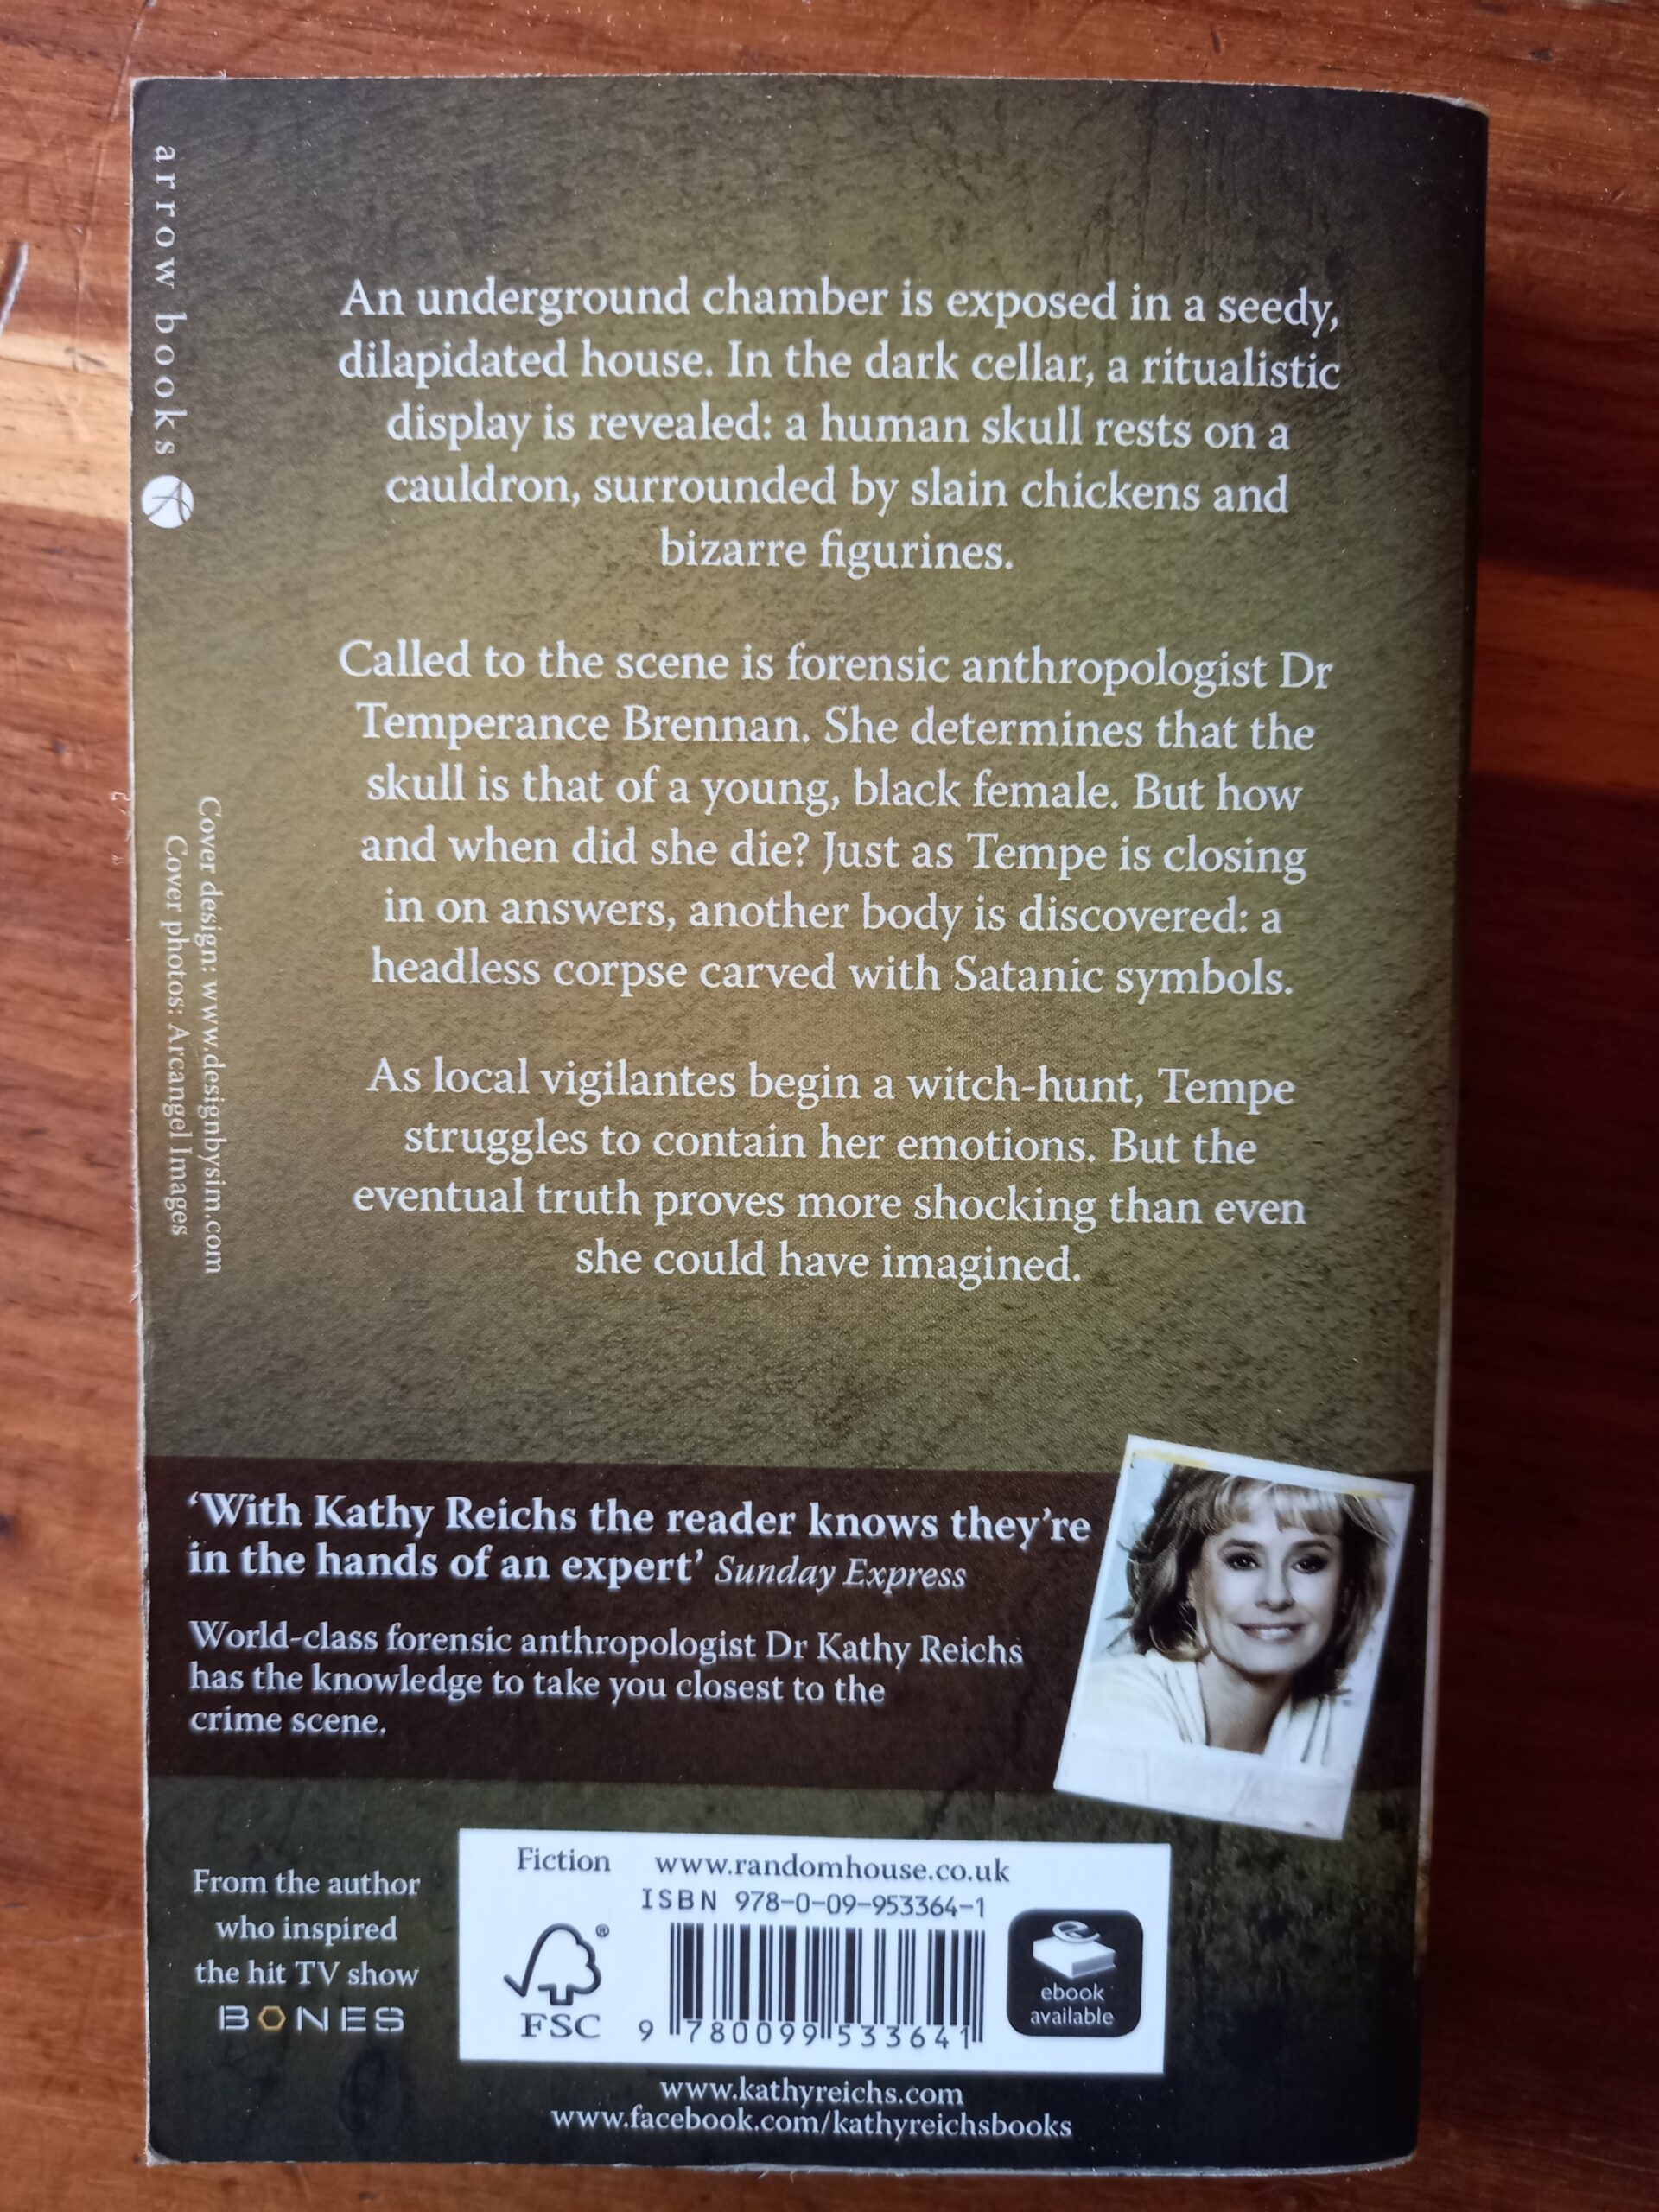 arrow books
Cover design: www.designbysim.com
Cover photos: Arcangel Images
An underground chamber is exposed in a seedy,
dilapidated house. In the dark cellar, a ritualistic
display is revealed: a human skull rests on a
cauldron, surrounded by slain chickens and
bizarre figurines.
Called to the scene is forensic anthropologist Dr
Temperance Brennan. She determines that the
skull is that of a young, black female. But how
and when did she die? Just as Tempe is closing
in on answers, another body is discovered: a
headless corpse carved with Satanic symbols.
As local vigilantes begin a witch-hunt, Tempe
struggles to contain her emotions. But the
eventual truth proves more shocking than even
she could have imagined.
‘With Kathy Reichs the reader knows they’re
in the hands of an expert’ Sunday Express
World-class forensic anthropologist Dr Kathy Reichs
has the knowledge to take you closest to the
crime scene.
From the author
who inspired
the hit TV show
BONES
Fiction www.randomhouse.co.uk
ISBN 978-0-09-953364-1
® FSC
9 780099 533641
ebook
available
www.kathyreichs.com
www.facebook.com/kathyreichsbooks